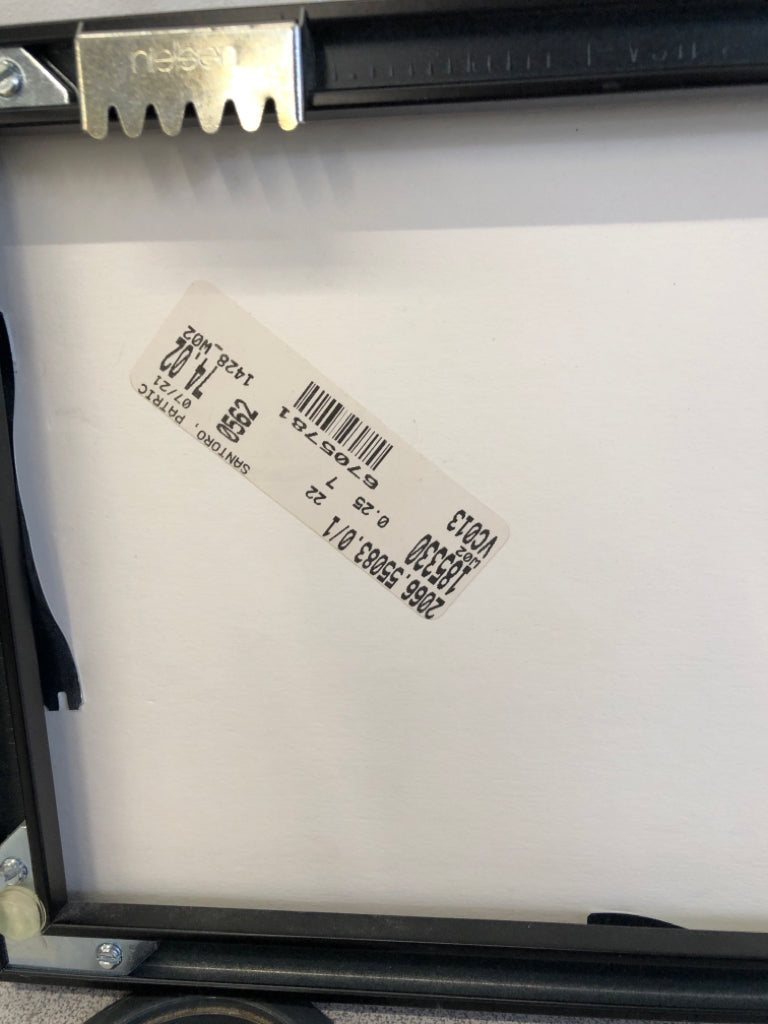 2066.55083.0/1 SANTORO, PATRIC
185330 22 0562 07/21
W02 0.25 7 74,02
VC013 6705781 1428_W02
nielsen